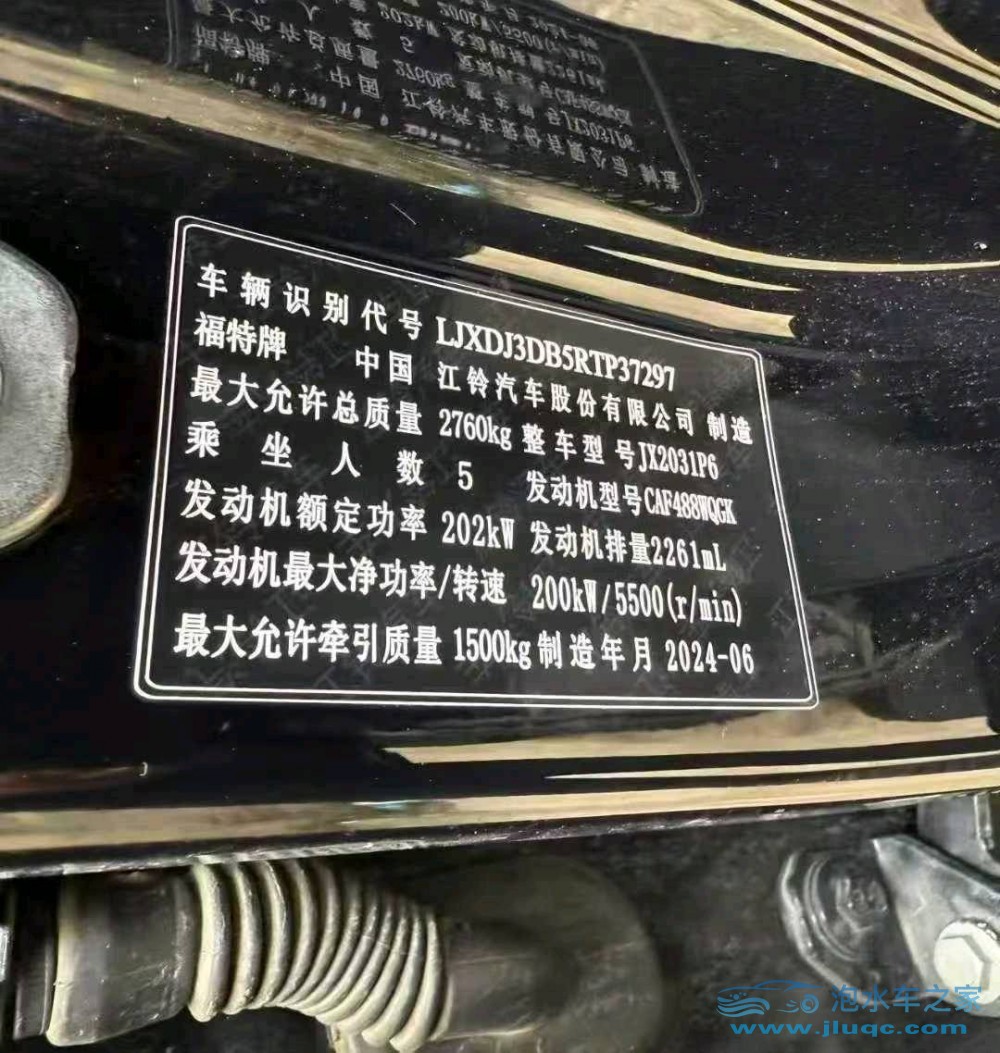 车辆识别代号 LJXDJ3DB5RTP37297
福特牌 中国 江铃汽车股份有限公司 制造
最大允许总质量 2760kg 整车型号 JX2031P6
乘坐人数 5 发动机型号 CAF488WQGK
发动机额定功率 202kW 发动机排量 2261mL
发动机最大净功率/转速 200kW/5500(r/min)
最大允许牵引质量 1500kg 制造年月 2024-06
泡水车之家
www.jluqc.com